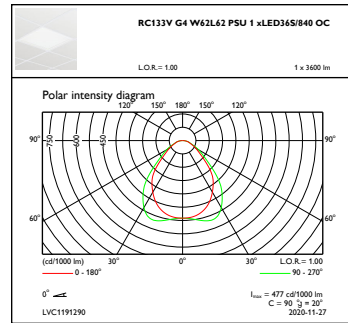 RC133V G4 W62L62 PSU 1 xLED36S/840 OC
L.O.R.= 1.00 1 x 3600 lm
Polar intensity diagram
120° 150° 180° 150° 120°
90° 750 600 450 90°
60° 60°
30° 0° 30°
(cd/1000 lm) L.O.R.= 1.00
0 - 180° 90 - 270°
0° Imax = 477 cd/1000 lm
C = 90 °g = 20°
LVC1191290 2020-11-27